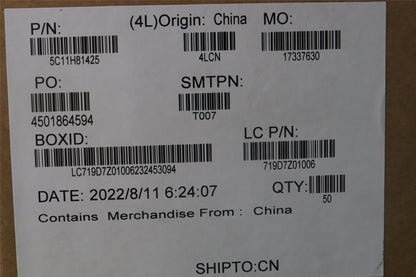 P/N: (4L)Origin: China MO:
5C11H81425 4LCN 17337630
PO: SMTPN:
4501864594 T007
BOXID: LC P/N:
LC719D7Z01006232453094 719D7Z01006
DATE: 2022/8/11 6:24:07 QTY:
50
Contains Merchandise From : China
SHIPTO:CN